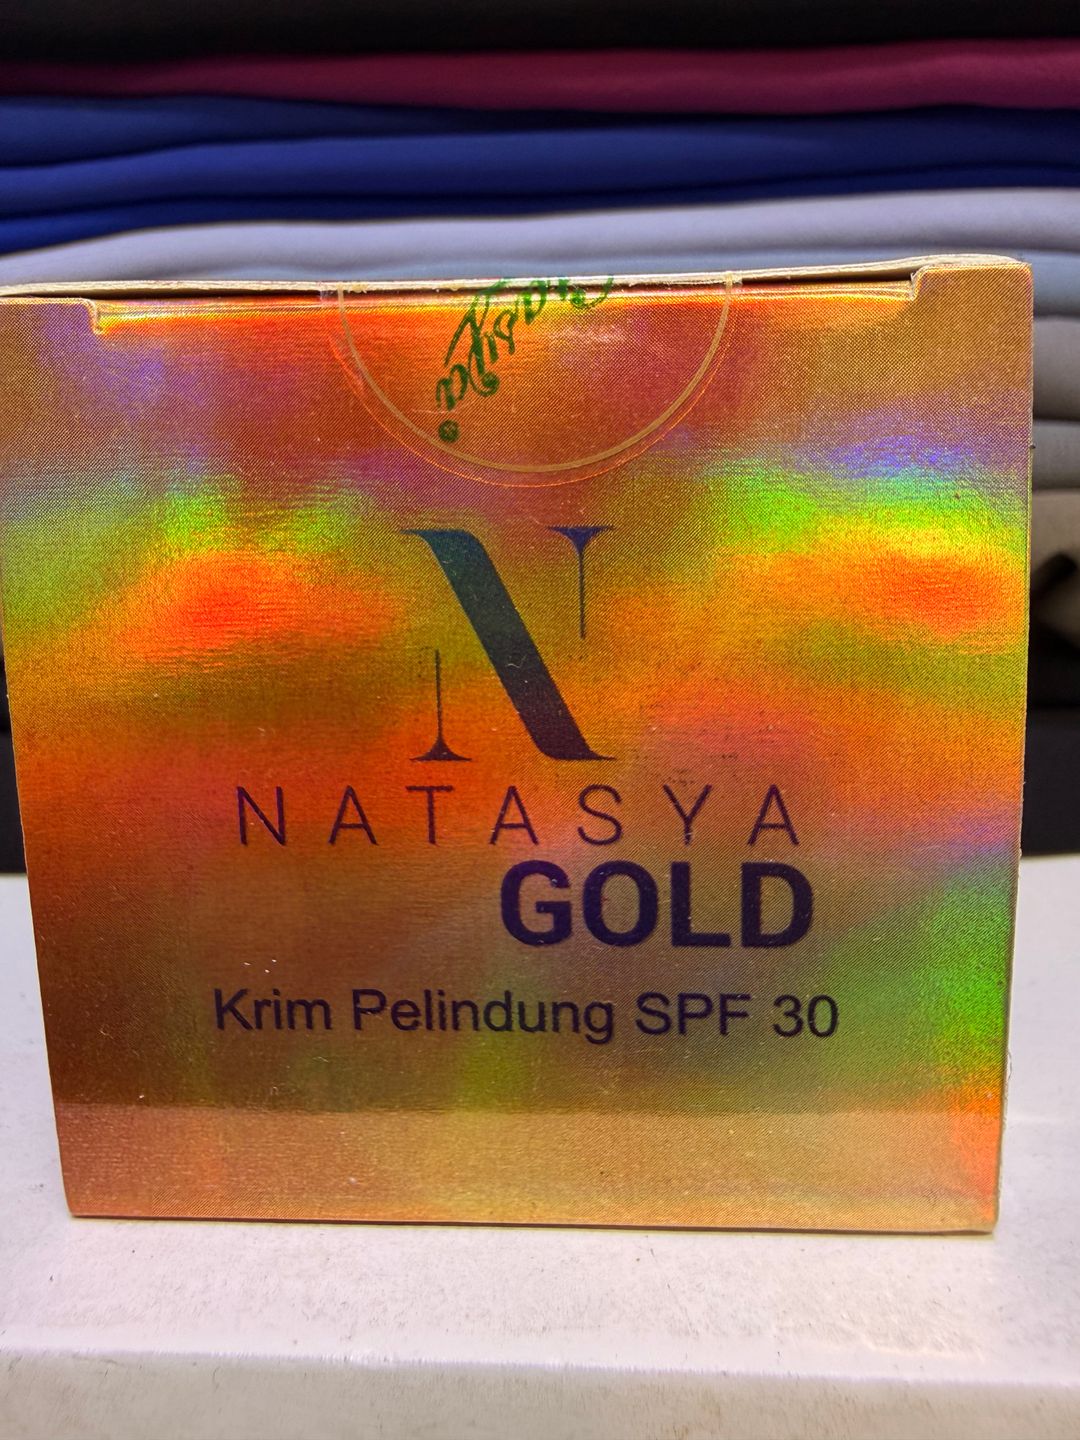 N
NATASYA
GOLD
Krim Pelindung SPF 30